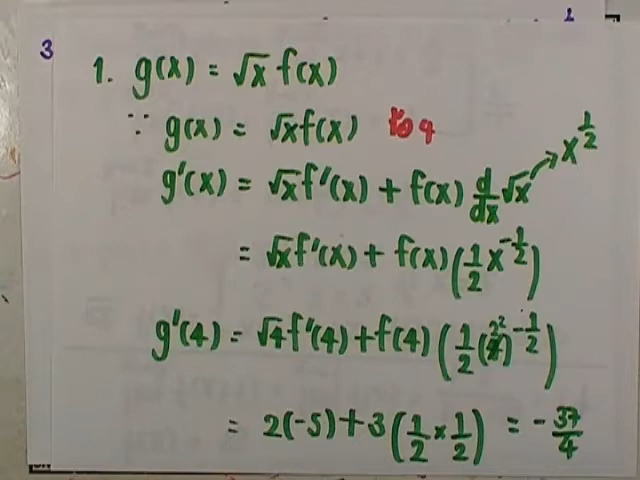 3
1. g(x) = √x f(x)
∵ g(x) = √x f(x)
g'(x) = √x f'(x) + f(x) d/dx √x → x^(1/2)
= √x f'(x) + f(x) (1/2 x^(-1/2))
g'(4) = √4 f'(4) + f(4) (1/2 (2²)^(-1/2))
= 2(-5) + 3 (1/2 × 1/2) = - 37/4